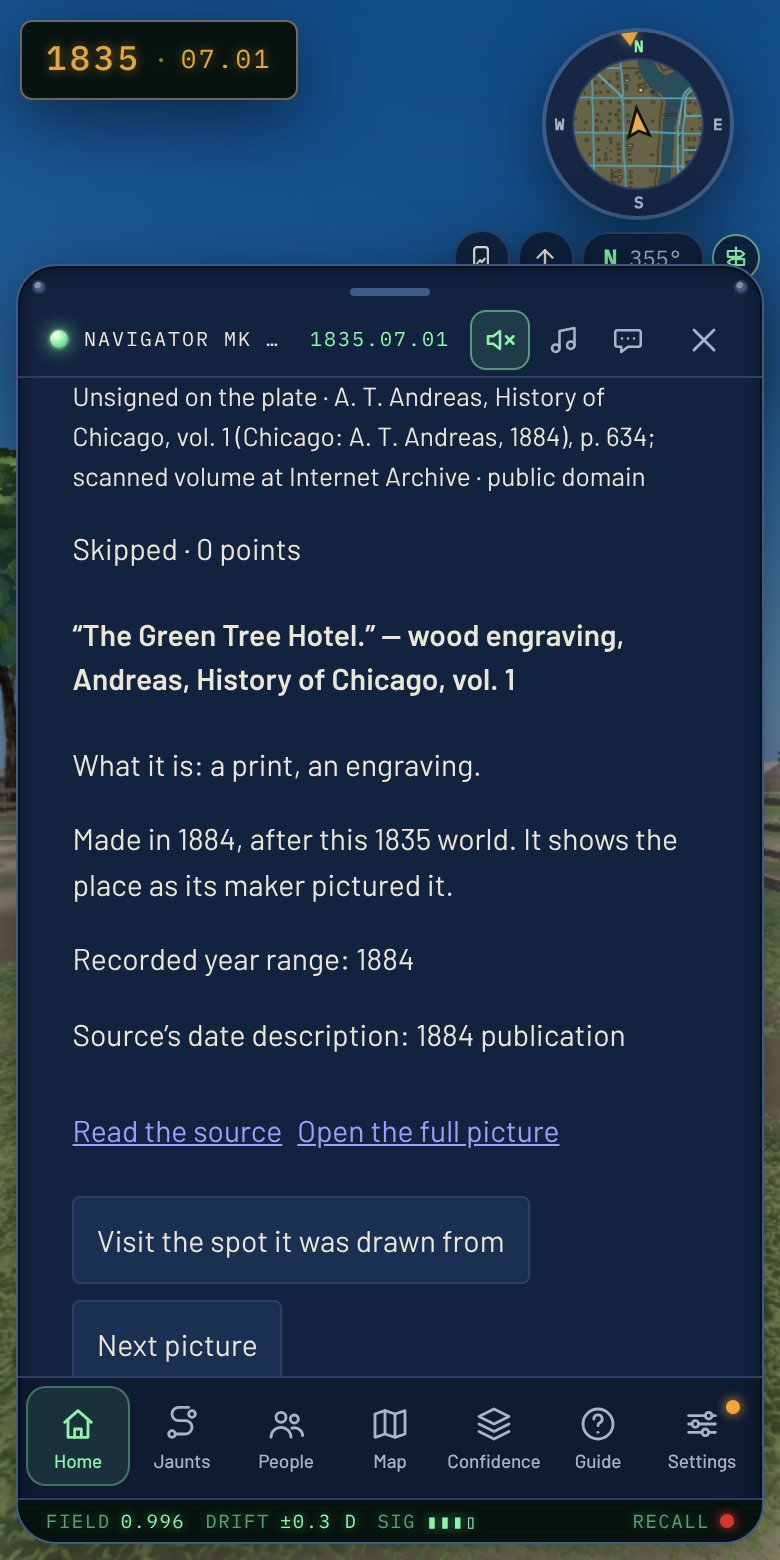 1835 · 07.01
N
W
E
S
N 355°
NAVIGATOR MK … 1835.07.01
Unsigned on the plate · A. T. Andreas, History of
Chicago, vol. 1 (Chicago: A. T. Andreas, 1884), p. 634;
scanned volume at Internet Archive · public domain
Skipped · 0 points
“The Green Tree Hotel.” — wood engraving,
Andreas, History of Chicago, vol. 1
What it is: a print, an engraving.
Made in 1884, after this 1835 world. It shows the
place as its maker pictured it.
Recorded year range: 1884
Source’s date description: 1884 publication
Read the source Open the full picture
Visit the spot it was drawn from
Next picture
Home Jaunts People Map Confidence Guide Settings
FIELD 0.996 DRIFT ±0.3 D SIG RECALL